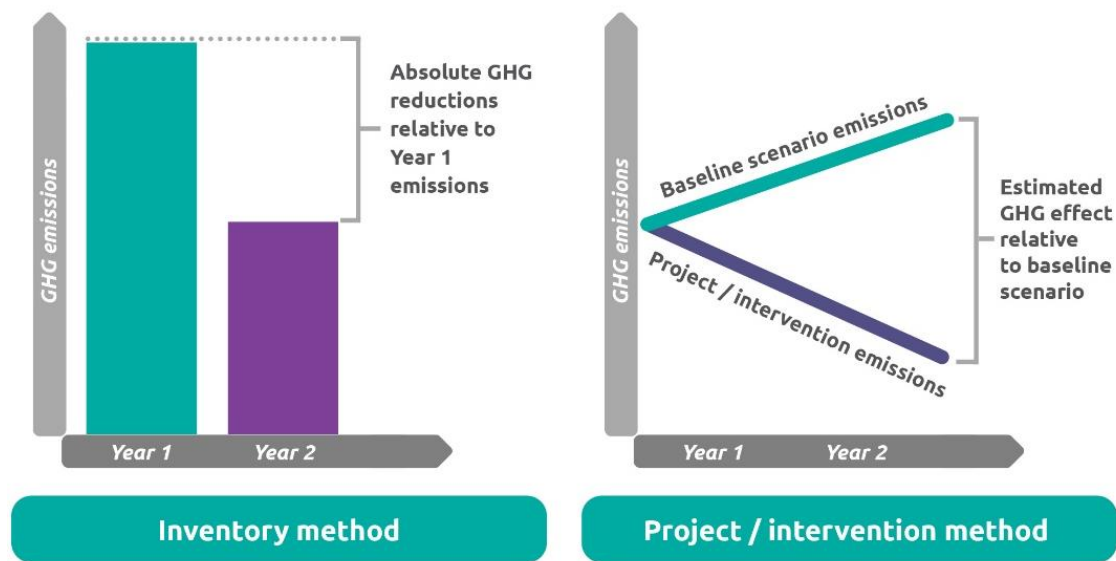 GHG emissions
Absolute GHG
reductions
relative to
Year 1
emissions
Year 1
Year 2
Inventory method
GHG emissions
Baseline scenario emissions
Project / intervention emissions
Estimated
GHG effect
relative
to baseline
scenario
Year 1
Year 2
Project / intervention method